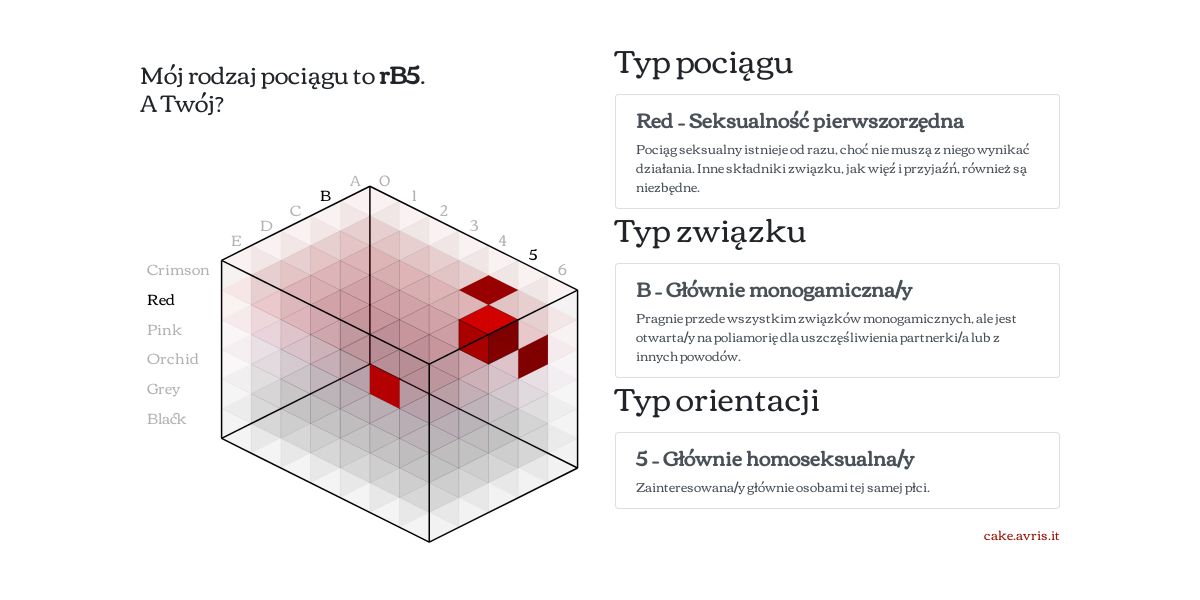 Mój rodzaj pociągu to rB5.
A Twój?
A O
B 1
C 2
D 3
E 4
5
6
Crimson
Red
Pink
Orchid
Grey
Black
Typ pociągu
Red – Seksualność pierwszorzędna
Pociąg seksualny istnieje od razu, choć nie muszą z niego wynikać
działania. Inne składniki związku, jak więź i przyjaźń, również są
niezbędne.
Typ związku
B – Głównie monogamiczna/y
Pragnie przede wszystkim związków monogamicznych, ale jest
otwarta/y na poliamorię dla uszczęśliwienia partnerki/a lub z
innych powodów.
Typ orientacji
5 – Głównie homoseksualna/y
Zainteresowana/y głównie osobami tej samej płci.
cake.avris.it